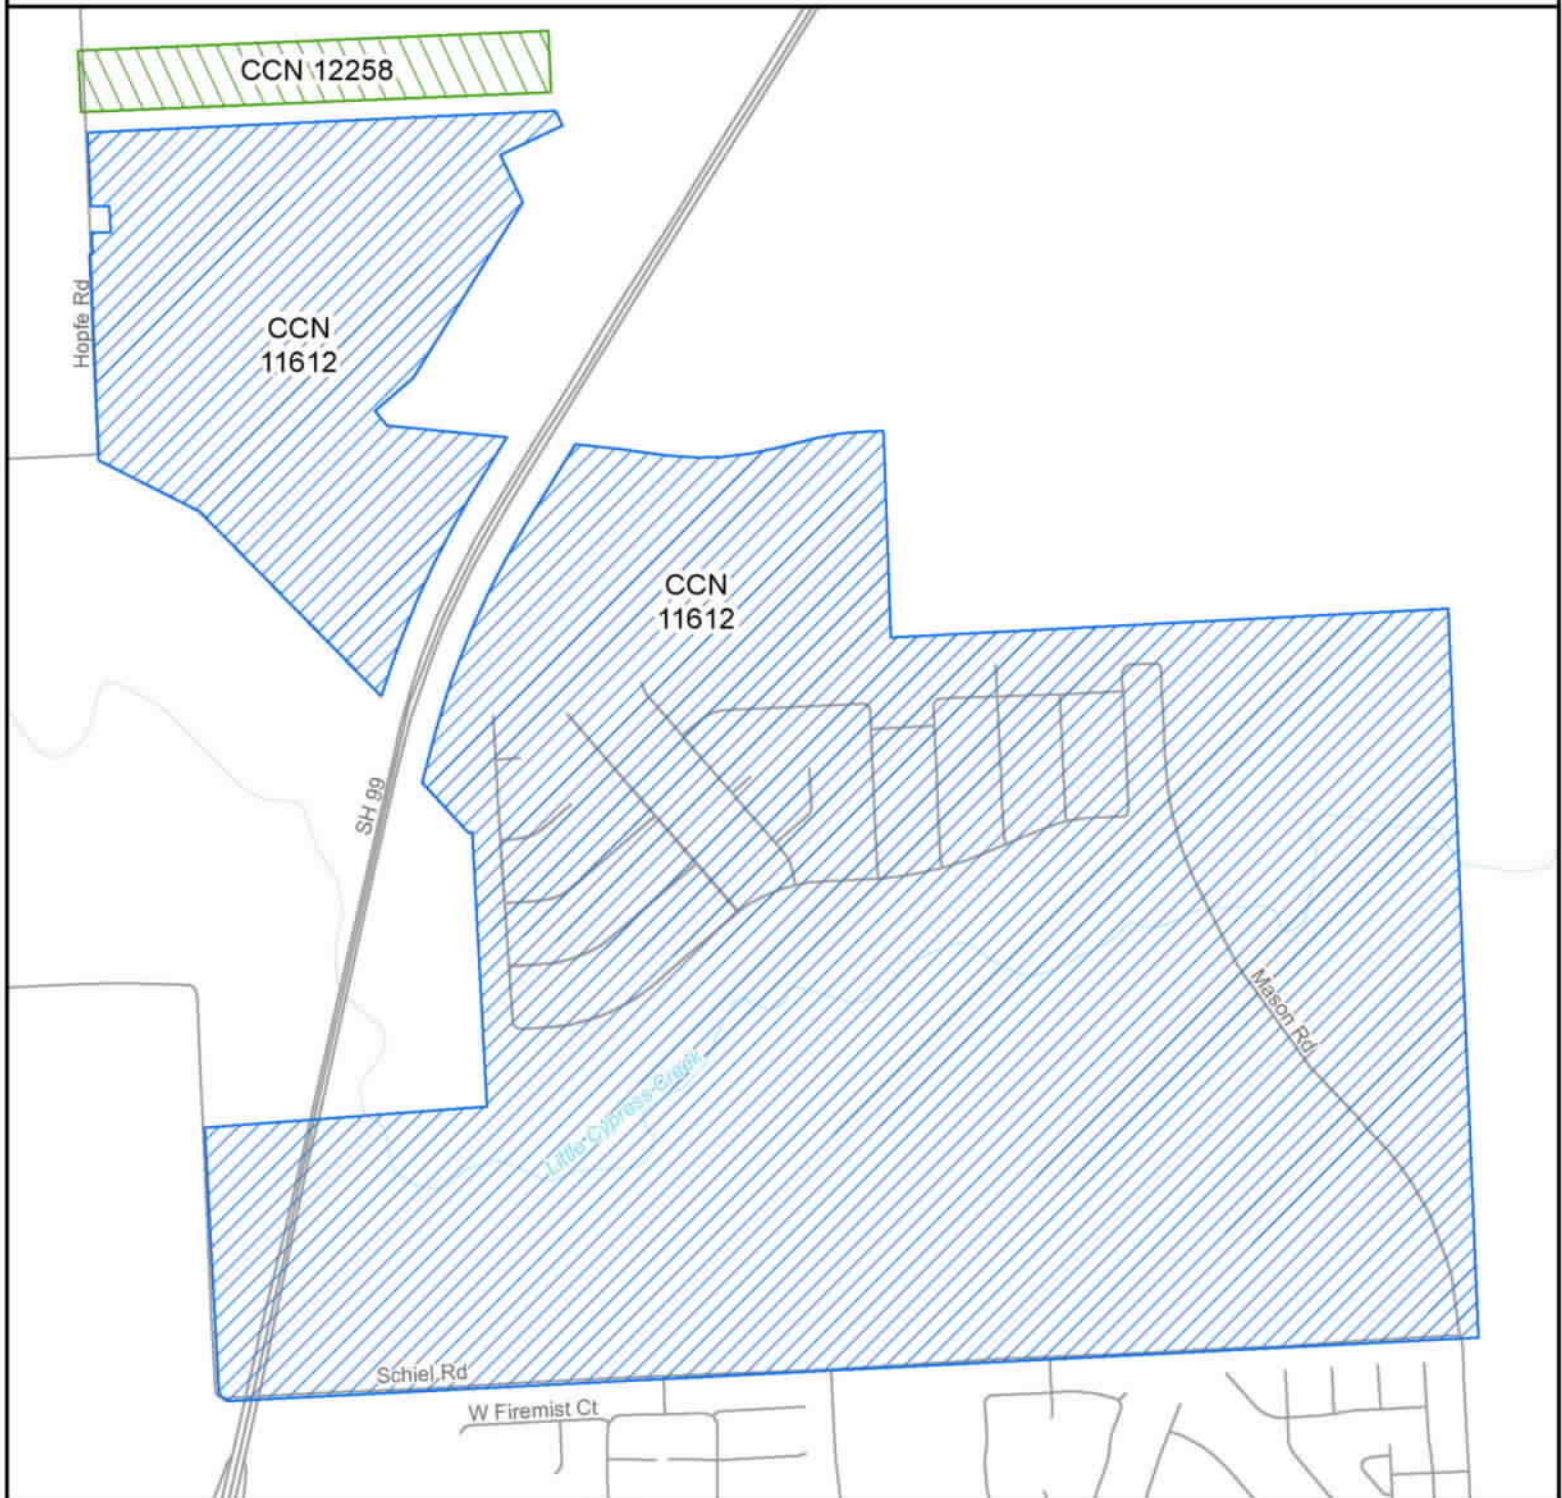 CCN 12258
Hopfe Rd
CCN
11612
CCN
11612
SH 99
Mason Rd
Little Cypress Creek
Schiel Rd
W Firemist Ct